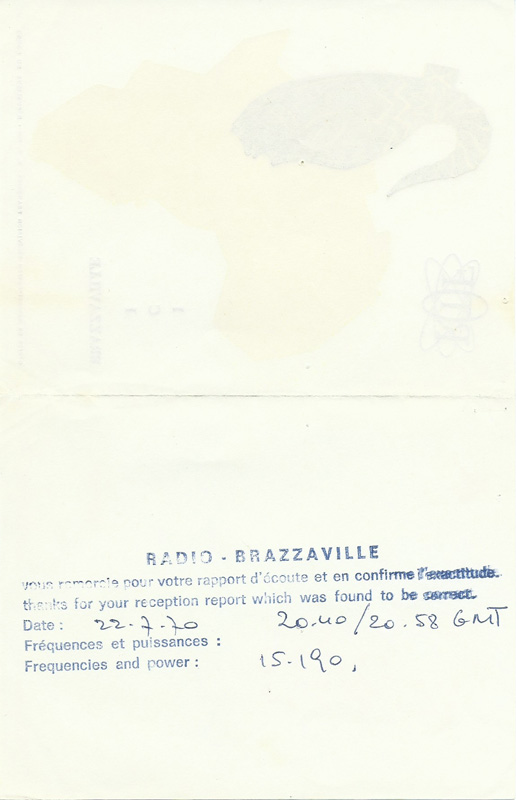 RADIO - BRAZZAVILLE
vous remercie pour votre rapport d'écoute et en confirme l'exactitude.
thanks for your reception report which was found to be correct.
Date : 22-7-70 20.40/20.58 GMT
Fréquences et puissances :
Frequencies and power : 15-190,